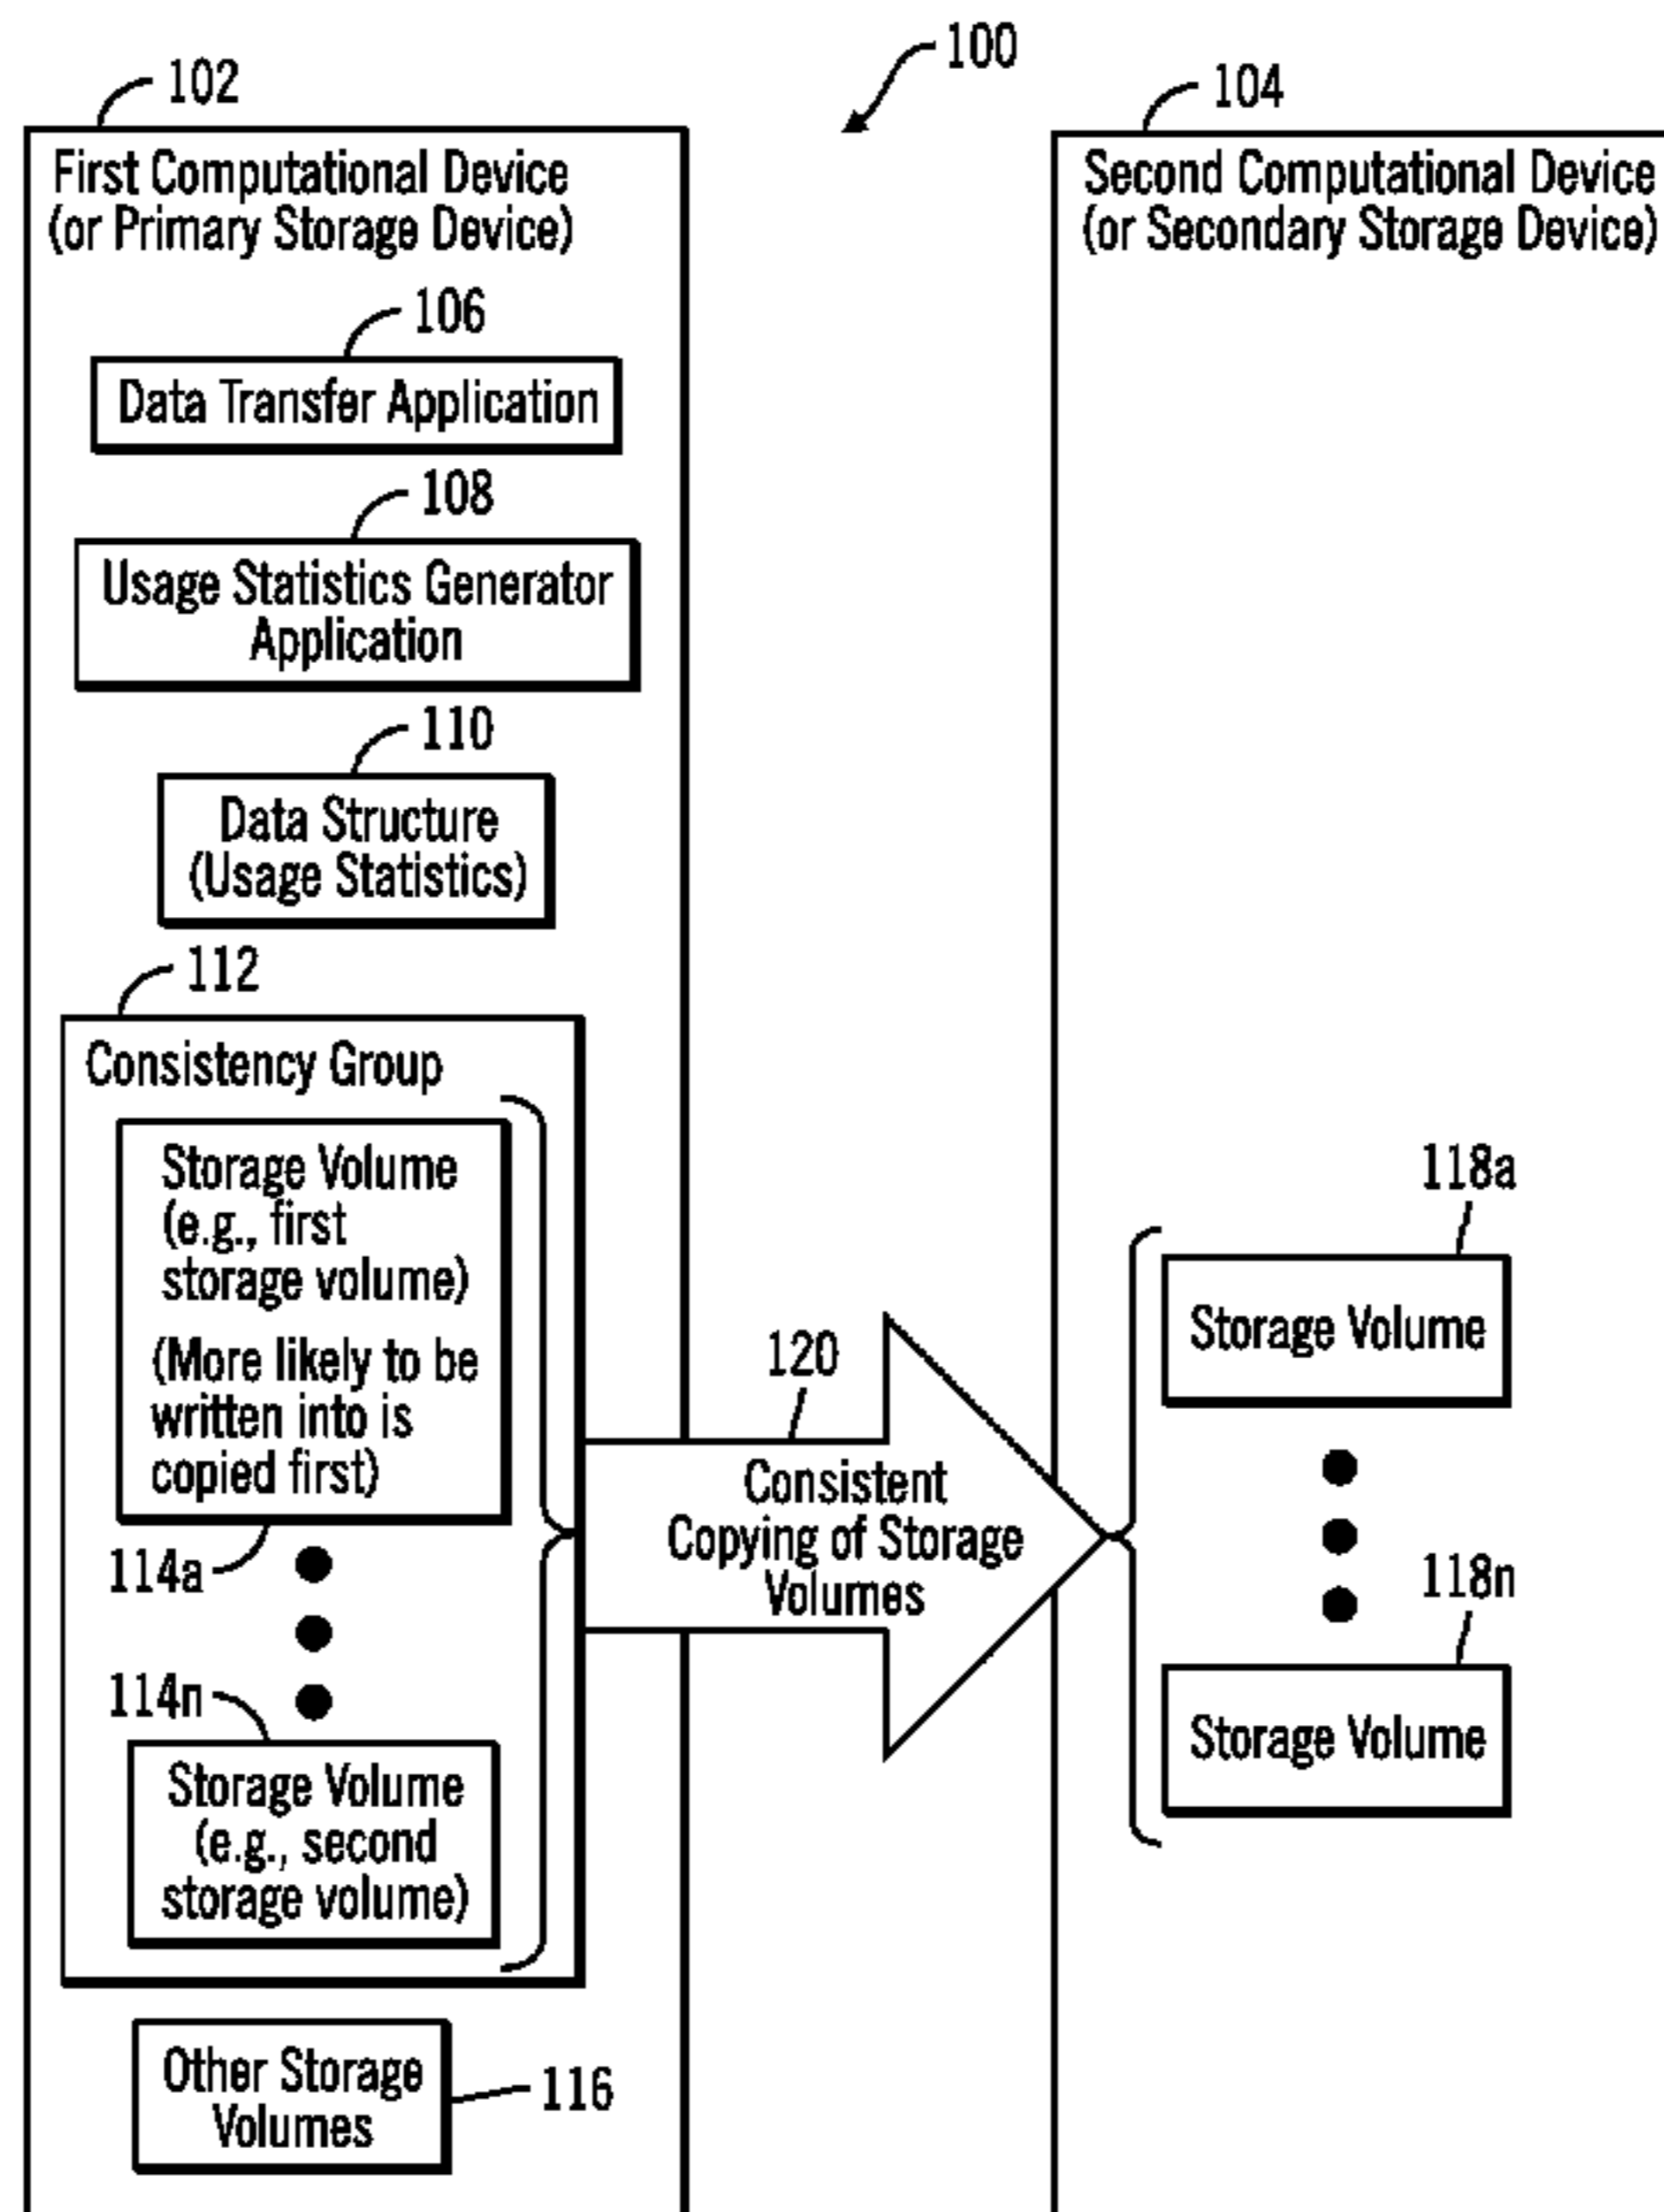 100
102
First Computational Device
(or Primary Storage Device)
106
Data Transfer Application
108
Usage Statistics Generator
Application
110
Data Structure
(Usage Statistics)
112
Consistency Group
Storage Volume
(e.g., first
storage volume)
(More likely to be
written into is
copied first)
114a
114n
Storage Volume
(e.g., second
storage volume)
Other Storage
Volumes
116
120
Consistent
Copying of Storage
Volumes
104
Second Computational Device
(or Secondary Storage Device)
118a
Storage Volume
118n
Storage Volume